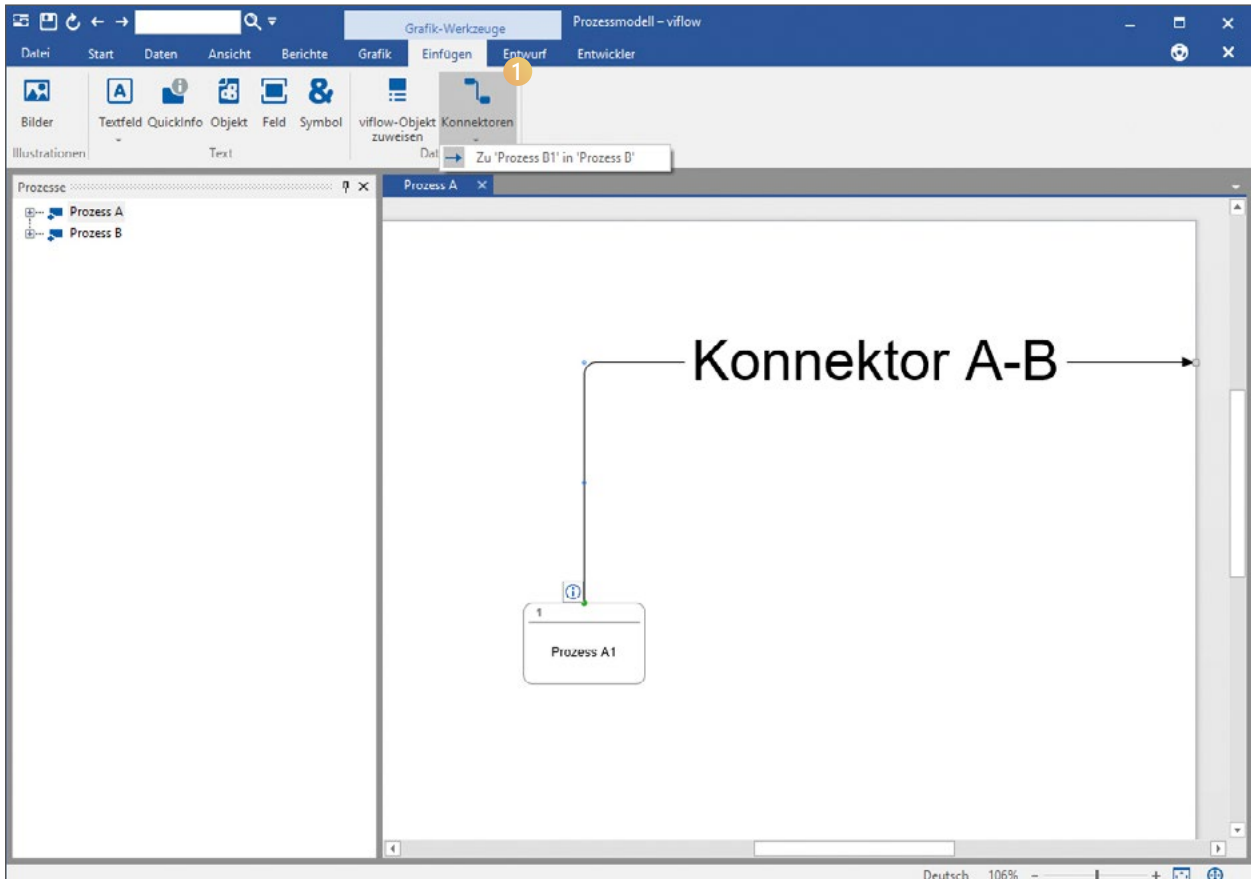 Grafik-Werkzeuge
Prozessmodell – viflow
Datei Start Daten Ansicht Berichte Grafik Einfügen Entwurf Entwickler
1
Bilder Textfeld QuickInfo Objekt Feld Symbol viflow-Objekt zuweisen Konnektoren
Illustrationen Text Dat
Zu 'Prozess B1' in 'Prozess B'
Prozesse
Prozess A
Prozess B
Prozess A
Konnektor A-B
1
Prozess A1
Deutsch 106% – +